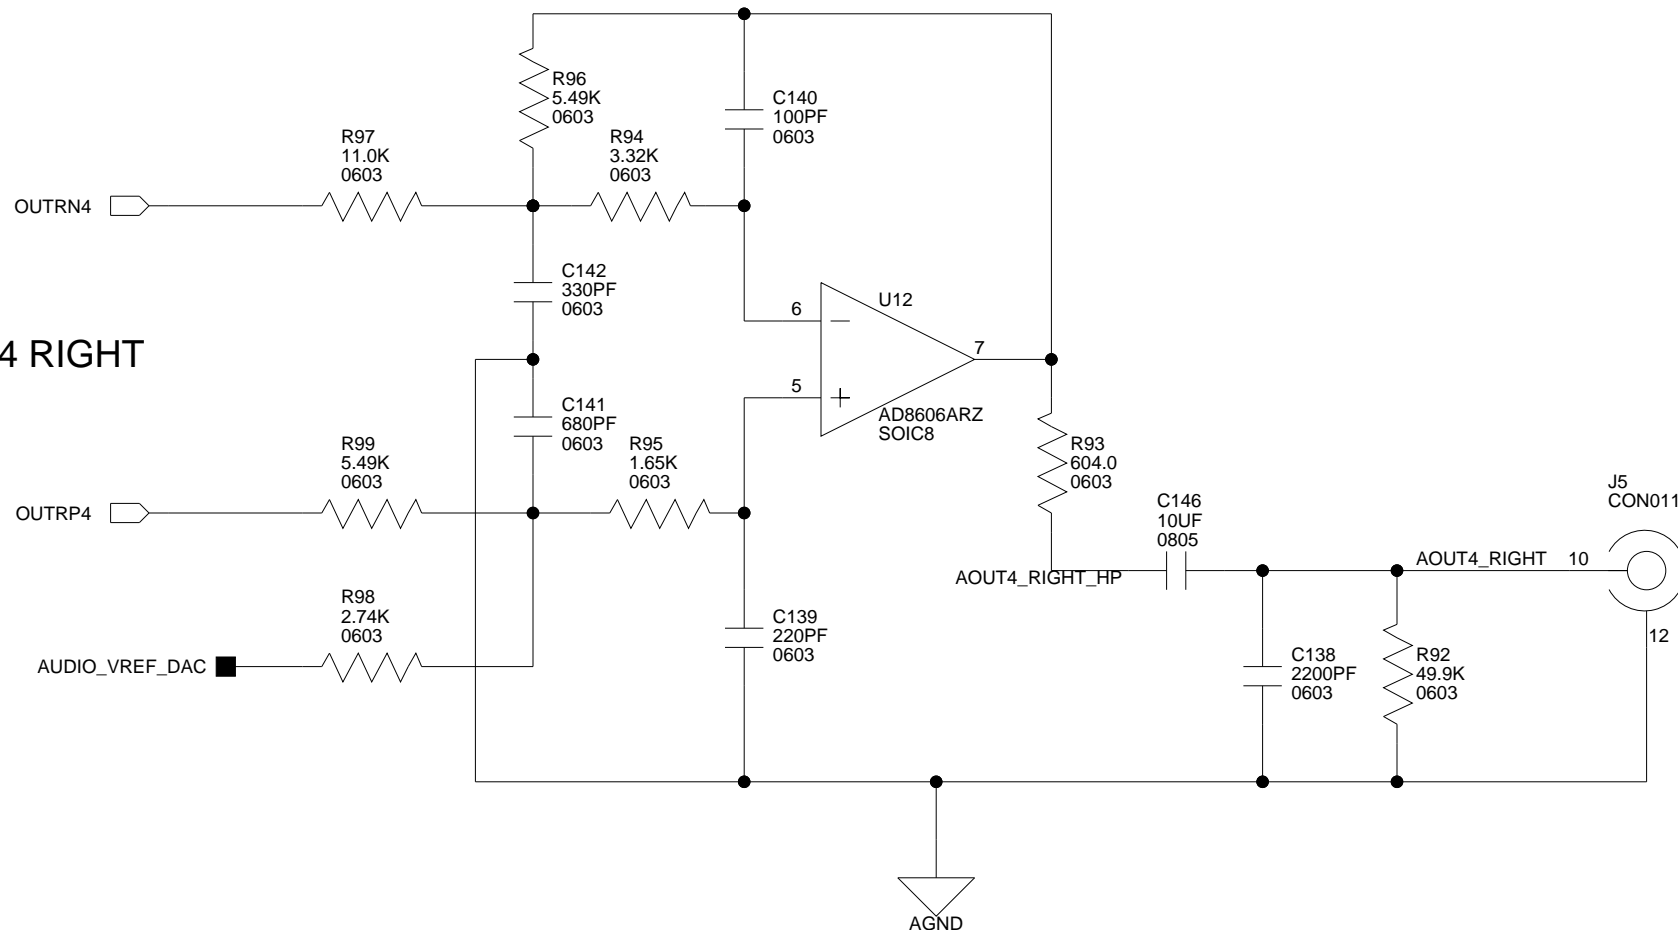 R96
5.49K
0603
C140
100PF
0603
R97
11.0K
0603
R94
3.32K
0603
OUTRN4
C142
330PF
0603
U12
6
7
4 RIGHT
5
AD8606ARZ
SOIC8
C141
680PF
0603
R99
5.49K
0603
R95
1.65K
0603
R93
604.0
0603
OUTRP4
C146
10UF
0805
J5
CON011
AOUT4_RIGHT_HP
AOUT4_RIGHT
10
R98
2.74K
0603
C139
220PF
0603
12
AUDIO_VREF_DAC
C138
2200PF
0603
R92
49.9K
0603
AGND